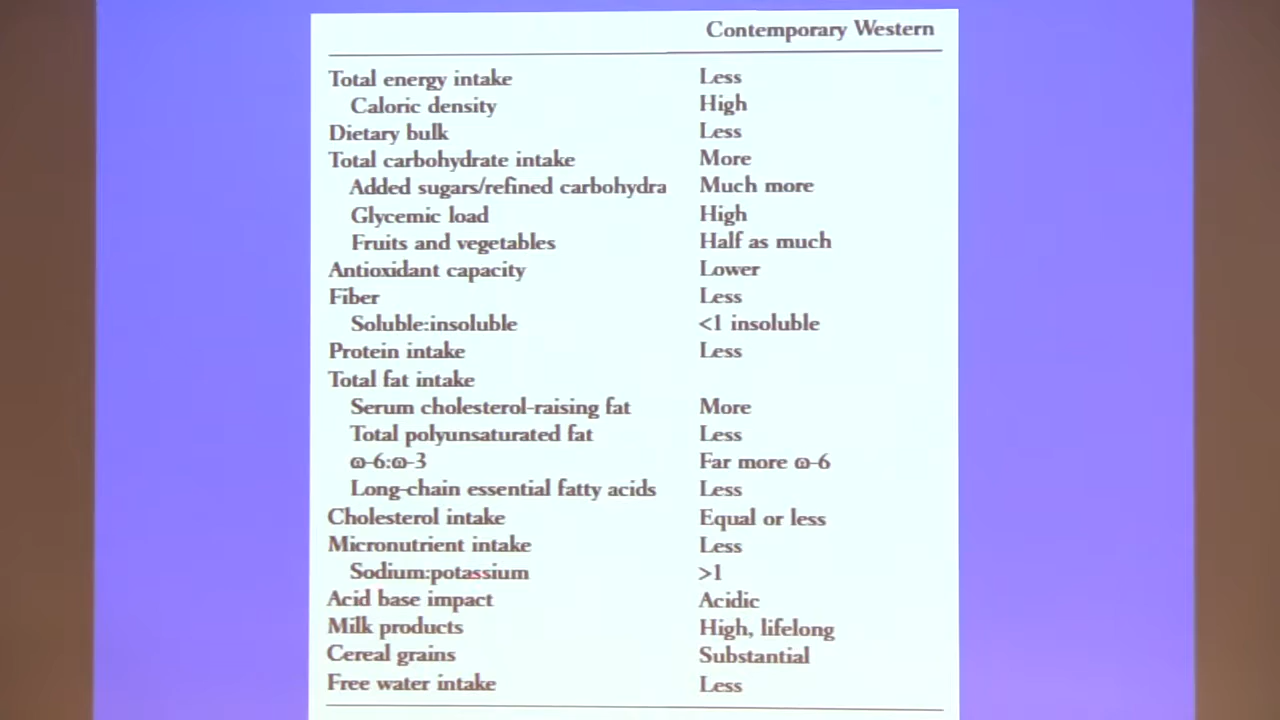 Contemporary Western
Total energy intake Less
Caloric density High
Dietary bulk Less
Total carbohydrate intake More
Added sugars/refined carbohydra Much more
Glycemic load High
Fruits and vegetables Half as much
Antioxidant capacity Lower
Fiber Less
Soluble:insoluble <1 insoluble
Protein intake Less
Total fat intake
Serum cholesterol-raising fat More
Total polyunsaturated fat Less
ω-6:ω-3 Far more ω-6
Long-chain essential fatty acids Less
Cholesterol intake Equal or less
Micronutrient intake Less
Sodium:potassium >1
Acid base impact Acidic
Milk products High, lifelong
Cereal grains Substantial
Free water intake Less